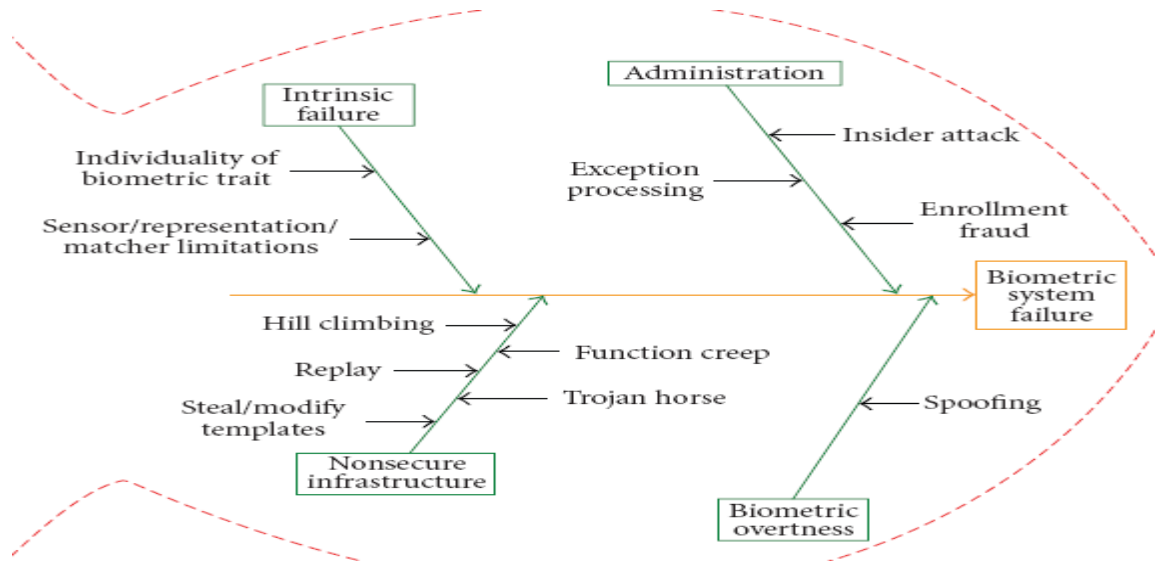 Intrinsic
failure
Administration
Individuality of
biometric trait
Insider attack
Exception
processing
Sensor/representation/
matcher limitations
Enrollment
fraud
Biometric
system
failure
Hill climbing
Function creep
Replay
Trojan horse
Steal/modify
templates
Spoofing
Nonsecure
infrastructure
Biometric
overtness